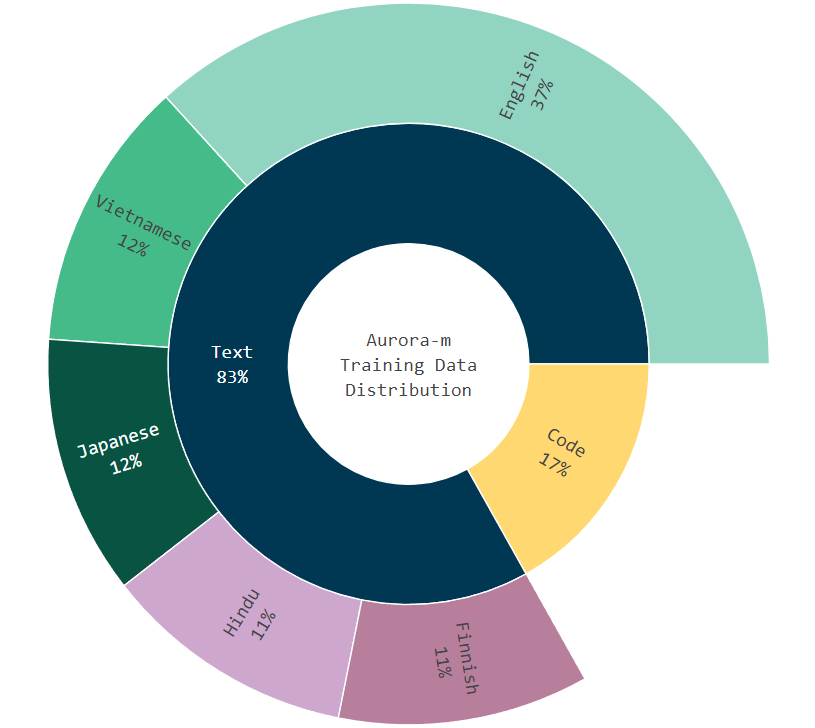 Aurora-m
Training Data
Distribution
Text
83%
Code
17%
English
37%
Vietnamese
12%
Japanese
12%
Hindu
11%
Finnish
11%